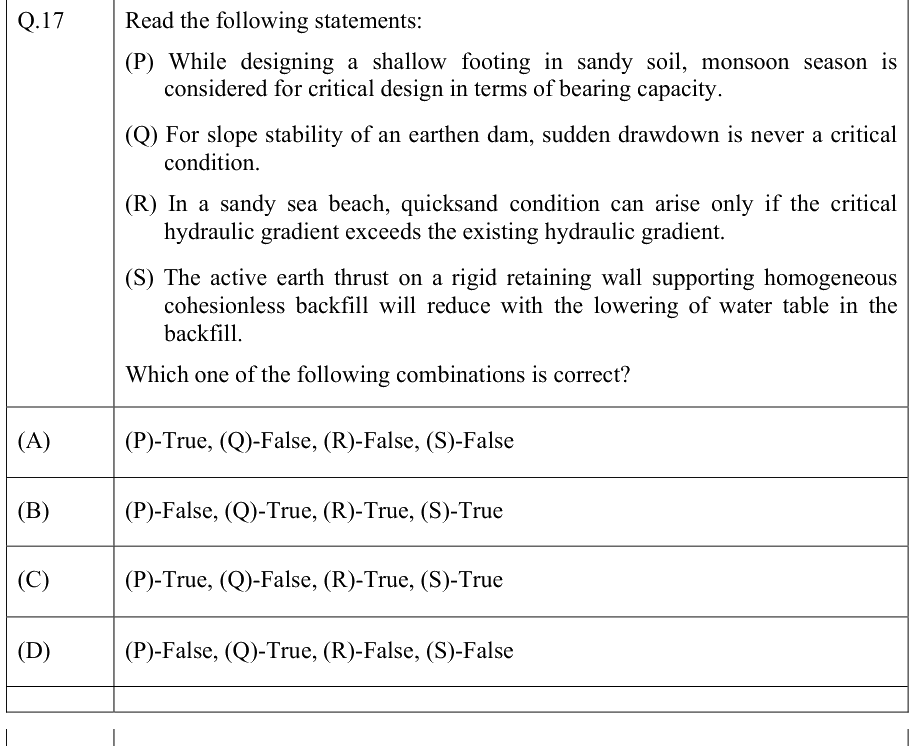 Q.17
Read the following statements:
(P) While designing a shallow footing in sandy soil, monsoon season is
considered for critical design in terms of bearing capacity.
(Q) For slope stability of an earthen dam, sudden drawdown is never a critical
condition.
(R) In a sandy sea beach, quicksand condition can arise only if the critical
hydraulic gradient exceeds the existing hydraulic gradient.
(S) The active earth thrust on a rigid retaining wall supporting homogeneous
cohesionless backfill will reduce with the lowering of water table in the
backfill.
Which one of the following combinations is correct?
(A) (P)-True, (Q)-False, (R)-False, (S)-False
(B) (P)-False, (Q)-True, (R)-True, (S)-True
(C) (P)-True, (Q)-False, (R)-True, (S)-True
(D) (P)-False, (Q)-True, (R)-False, (S)-False